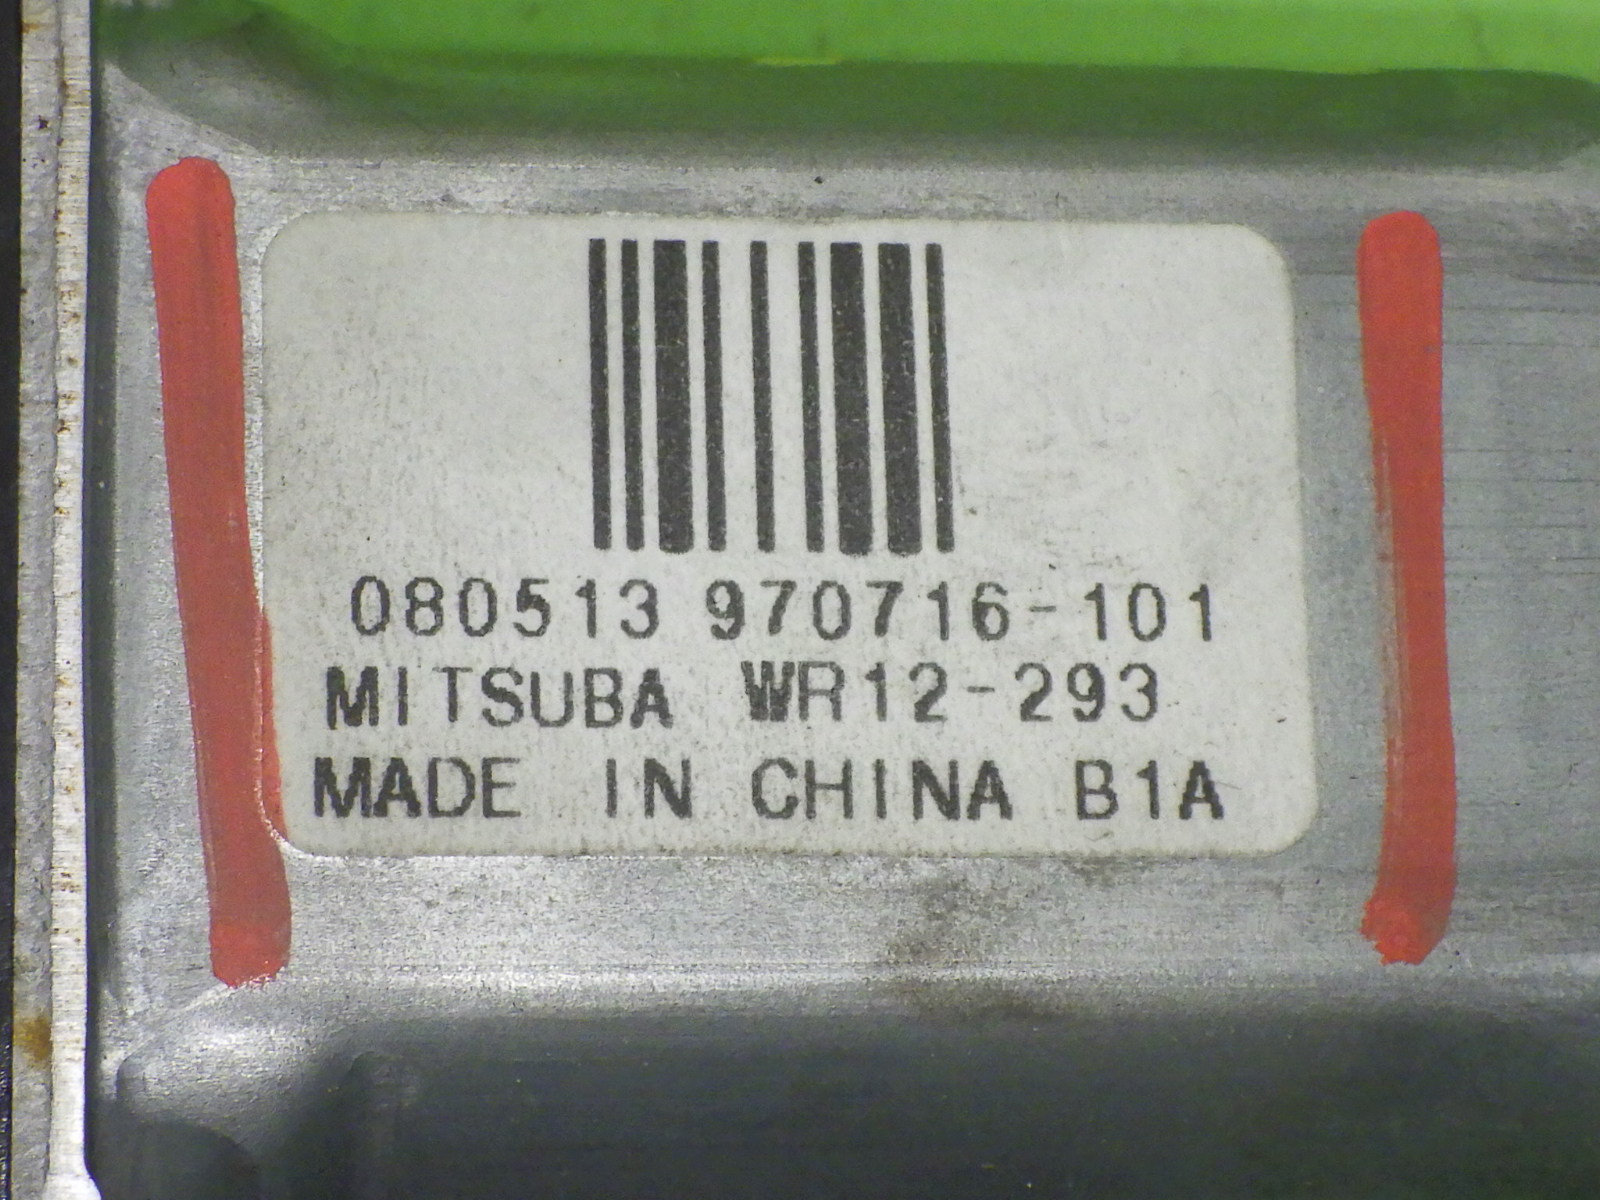 080513 970716-101
MITSUBA WR12-293
MADE IN CHINA B1A